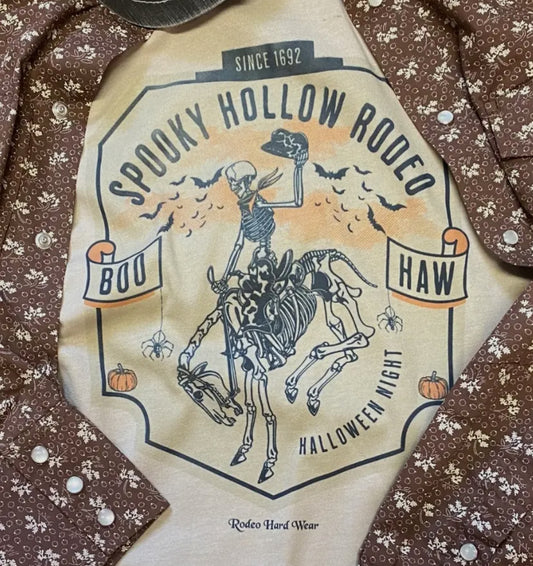 SINCE 1692
SPOOKY HOLLOW RODEO
BOO
HAW
HALLOWEEN NIGHT
Rodeo Hard Wear